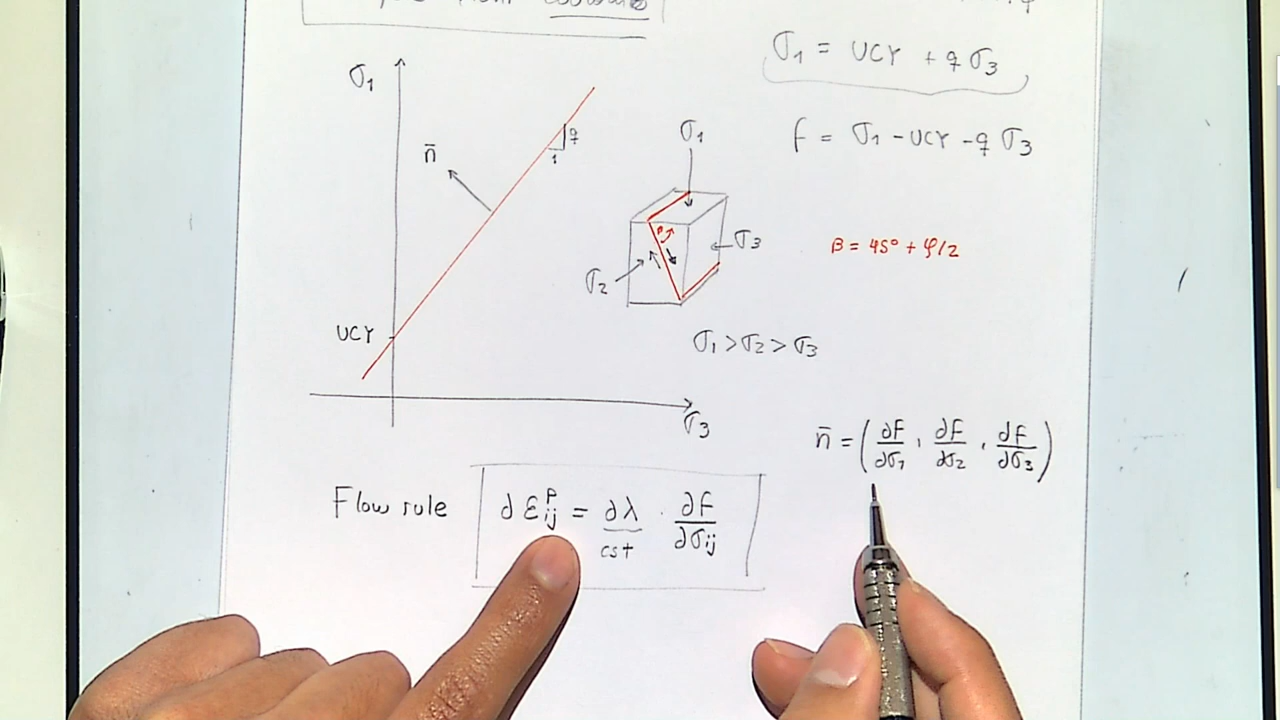 σ₁ = UCY + q σ₃
σ₁
q
1
n̄
f = σ₁ - UCY - q σ₃
σ₁
σ₃
σ₂
β
β = 45° + φ/2
UCY
σ₁ > σ₂ > σ₃
σ₃
n̄ = (∂f/∂σ₁, ∂f/∂σ₂, ∂f/∂σ₃)
Flow rule ∂ε^p_ij = ∂λ · ∂f/∂σ_ij
cst